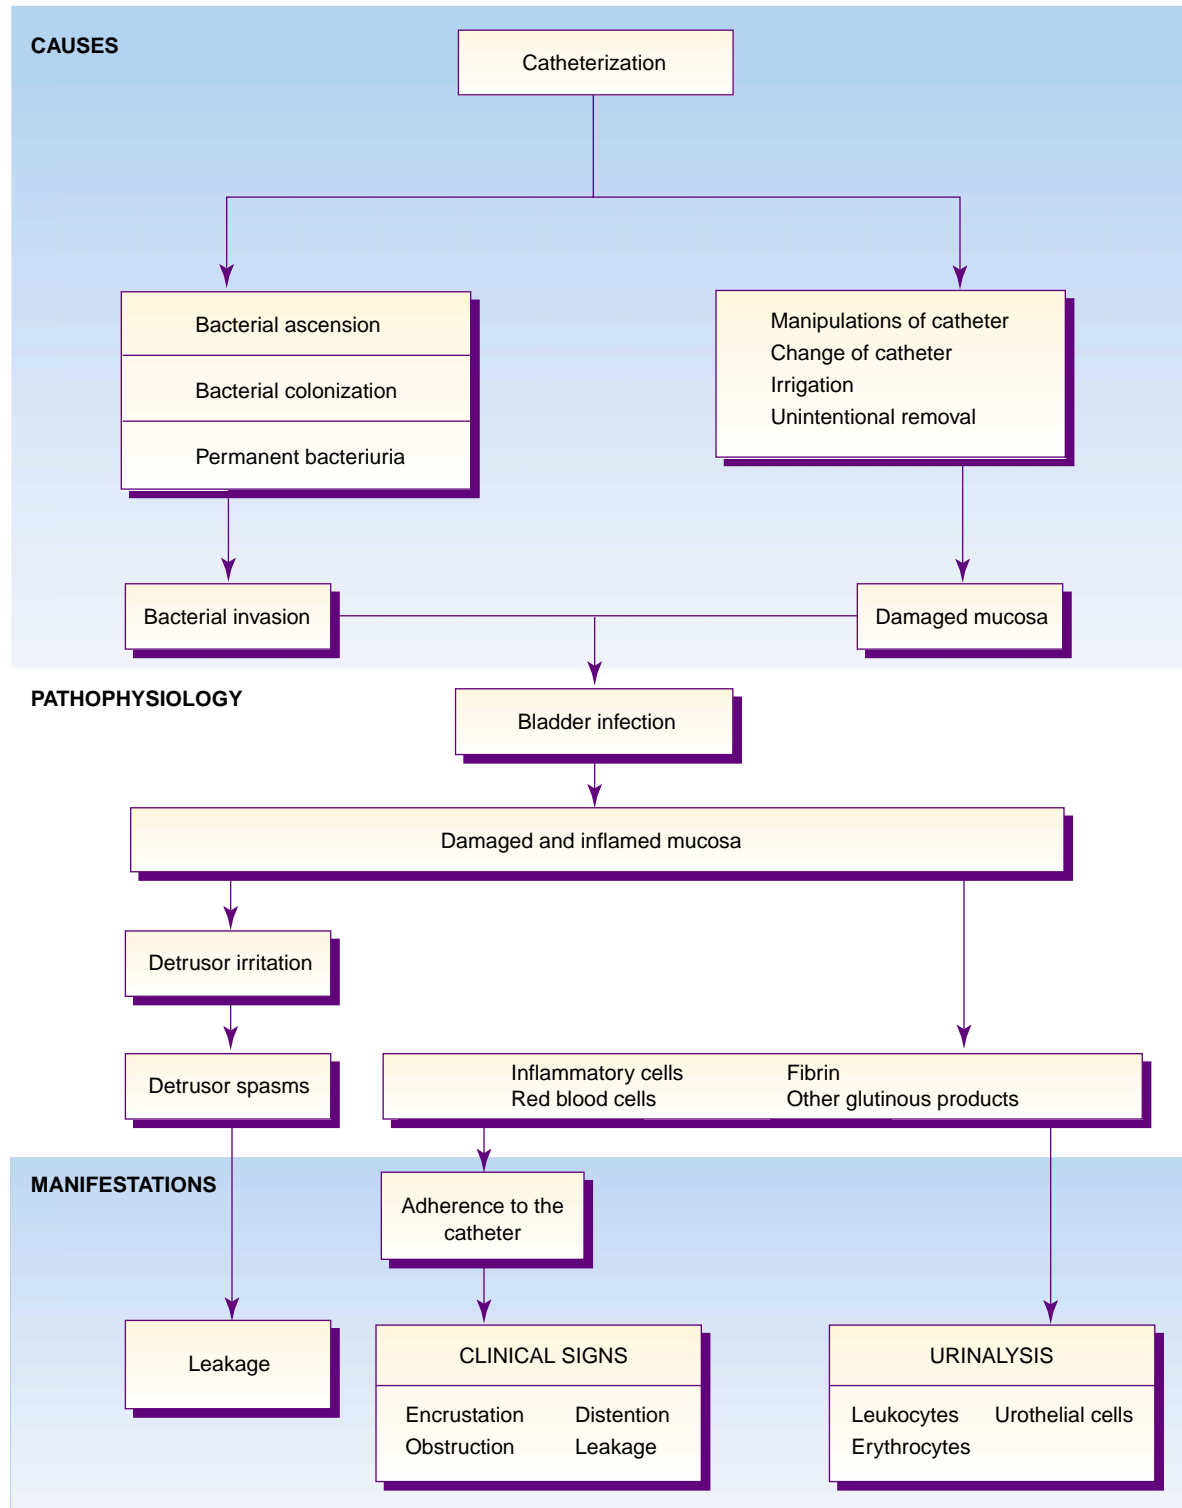 CAUSES
Catheterization
Bacterial ascension
Bacterial colonization
Permanent bacteriuria
Manipulations of catheter
Change of catheter
Irrigation
Unintentional removal
Bacterial invasion
Damaged mucosa
PATHOPHYSIOLOGY
Bladder infection
Damaged and inflamed mucosa
Detrusor irritation
Detrusor spasms
Inflammatory cells
Red blood cells
Fibrin
Other glutinous products
MANIFESTATIONS
Adherence to the
catheter
Leakage
CLINICAL SIGNS
Encrustation
Obstruction
Distention
Leakage
URINALYSIS
Leukocytes
Erythrocytes
Urothelial cells